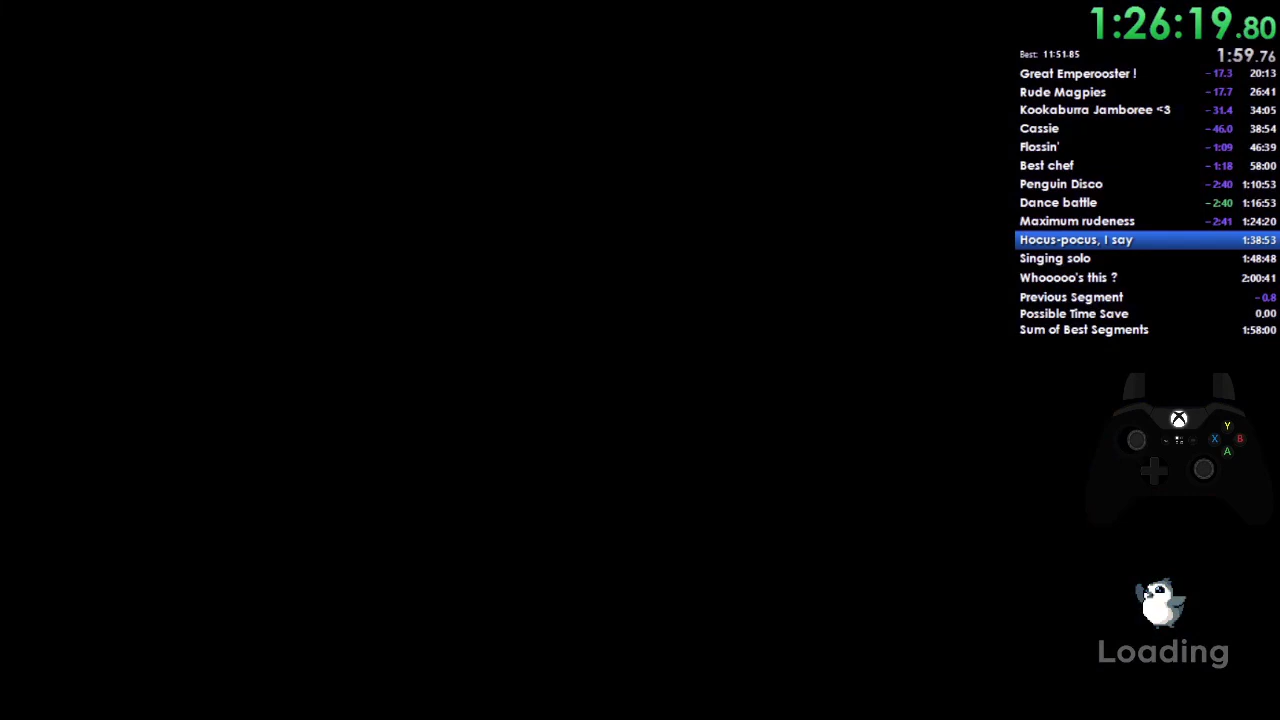 1:26:19.80
Best: 11:51.85 1:59.76
Great Emperooster ! -17.3 20:13
Rude Magpies -17.7 26:41
Kookaburra Jamboree <3 -31.4 34:05
Cassie -46.0 38:54
Flossin' -1:09 46:39
Best chef -1:18 58:00
Penguin Disco -2:40 1:10:53
Dance battle -2:40 1:16:53
Maximum rudeness -2:41 1:24:20
Hocus-pocus, I say 1:38:53
Singing solo 1:48:48
Whooooo's this ? 2:00:41
Previous Segment -0.8
Possible Time Save 0.00
Sum of Best Segments 1:58:00
Y
X B
A
Loading